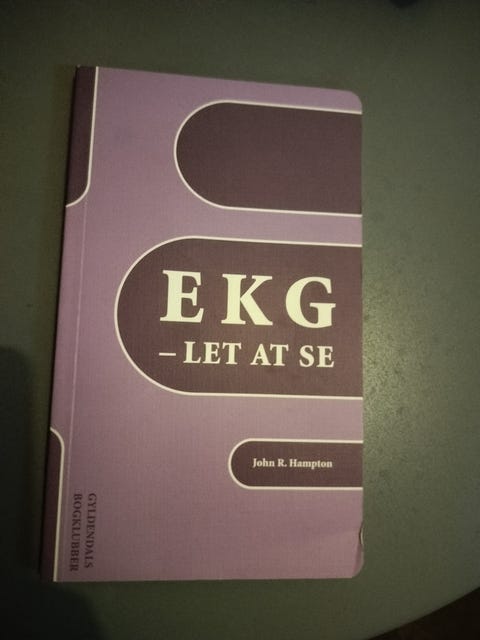 EKG
– LET AT SE
John R. Hampton
GYLDENDALS
BOGKLUBBER